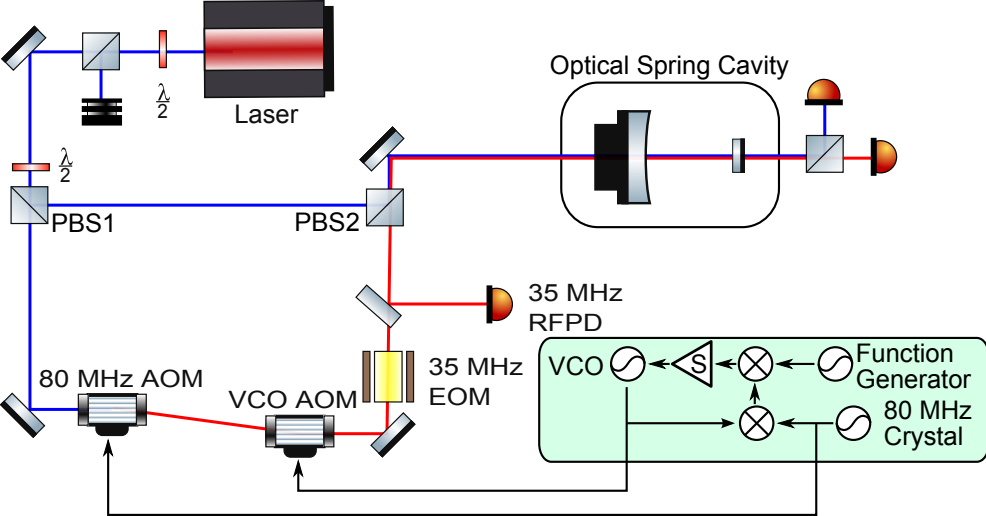 Optical Spring Cavity
λ/2
Laser
λ/2
PBS1
PBS2
35 MHz
RFPD
35 MHz
EOM
80 MHz AOM
VCO AOM
VCO
S
Function
Generator
80 MHz
Crystal